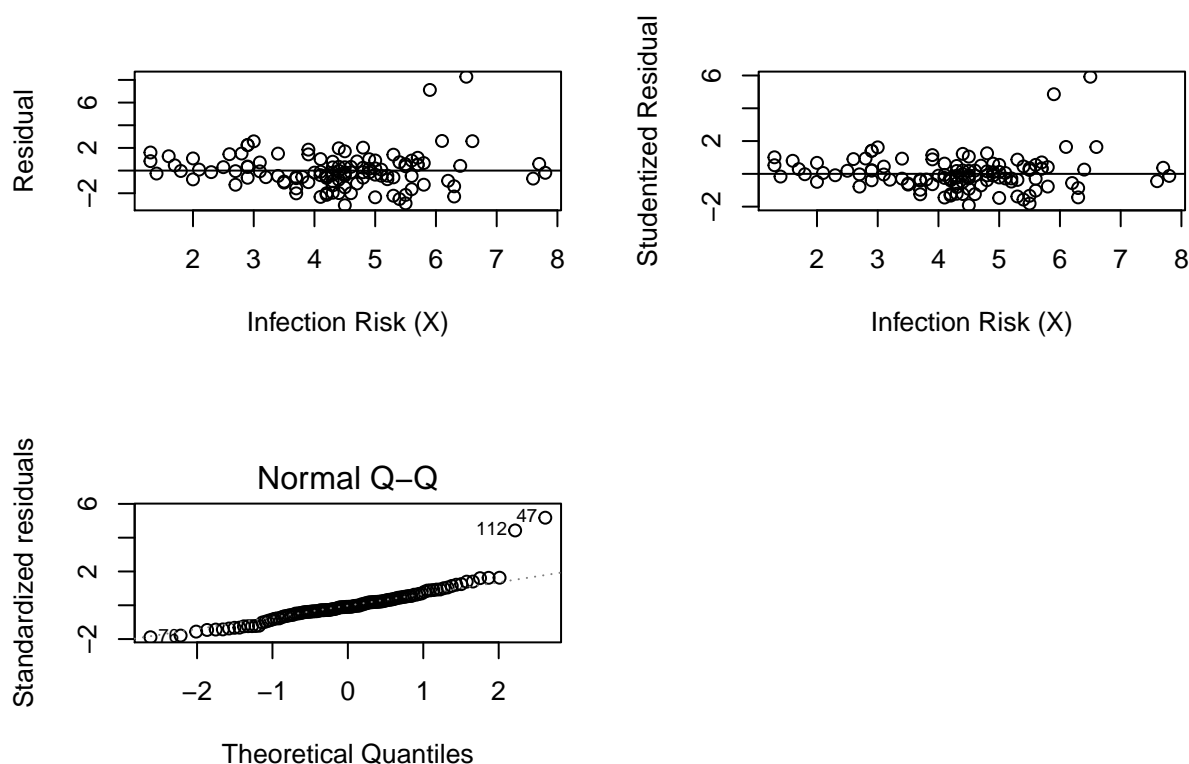 Residual
6
2
−2
2 3 4 5 6 7 8
Infection Risk (X)
Studentized Residual
6
2
−2
2 3 4 5 6 7 8
Infection Risk (X)
Normal Q−Q
Standardized residuals
6
2
−2
47
112
76
−2 −1 0 1 2
Theoretical Quantiles